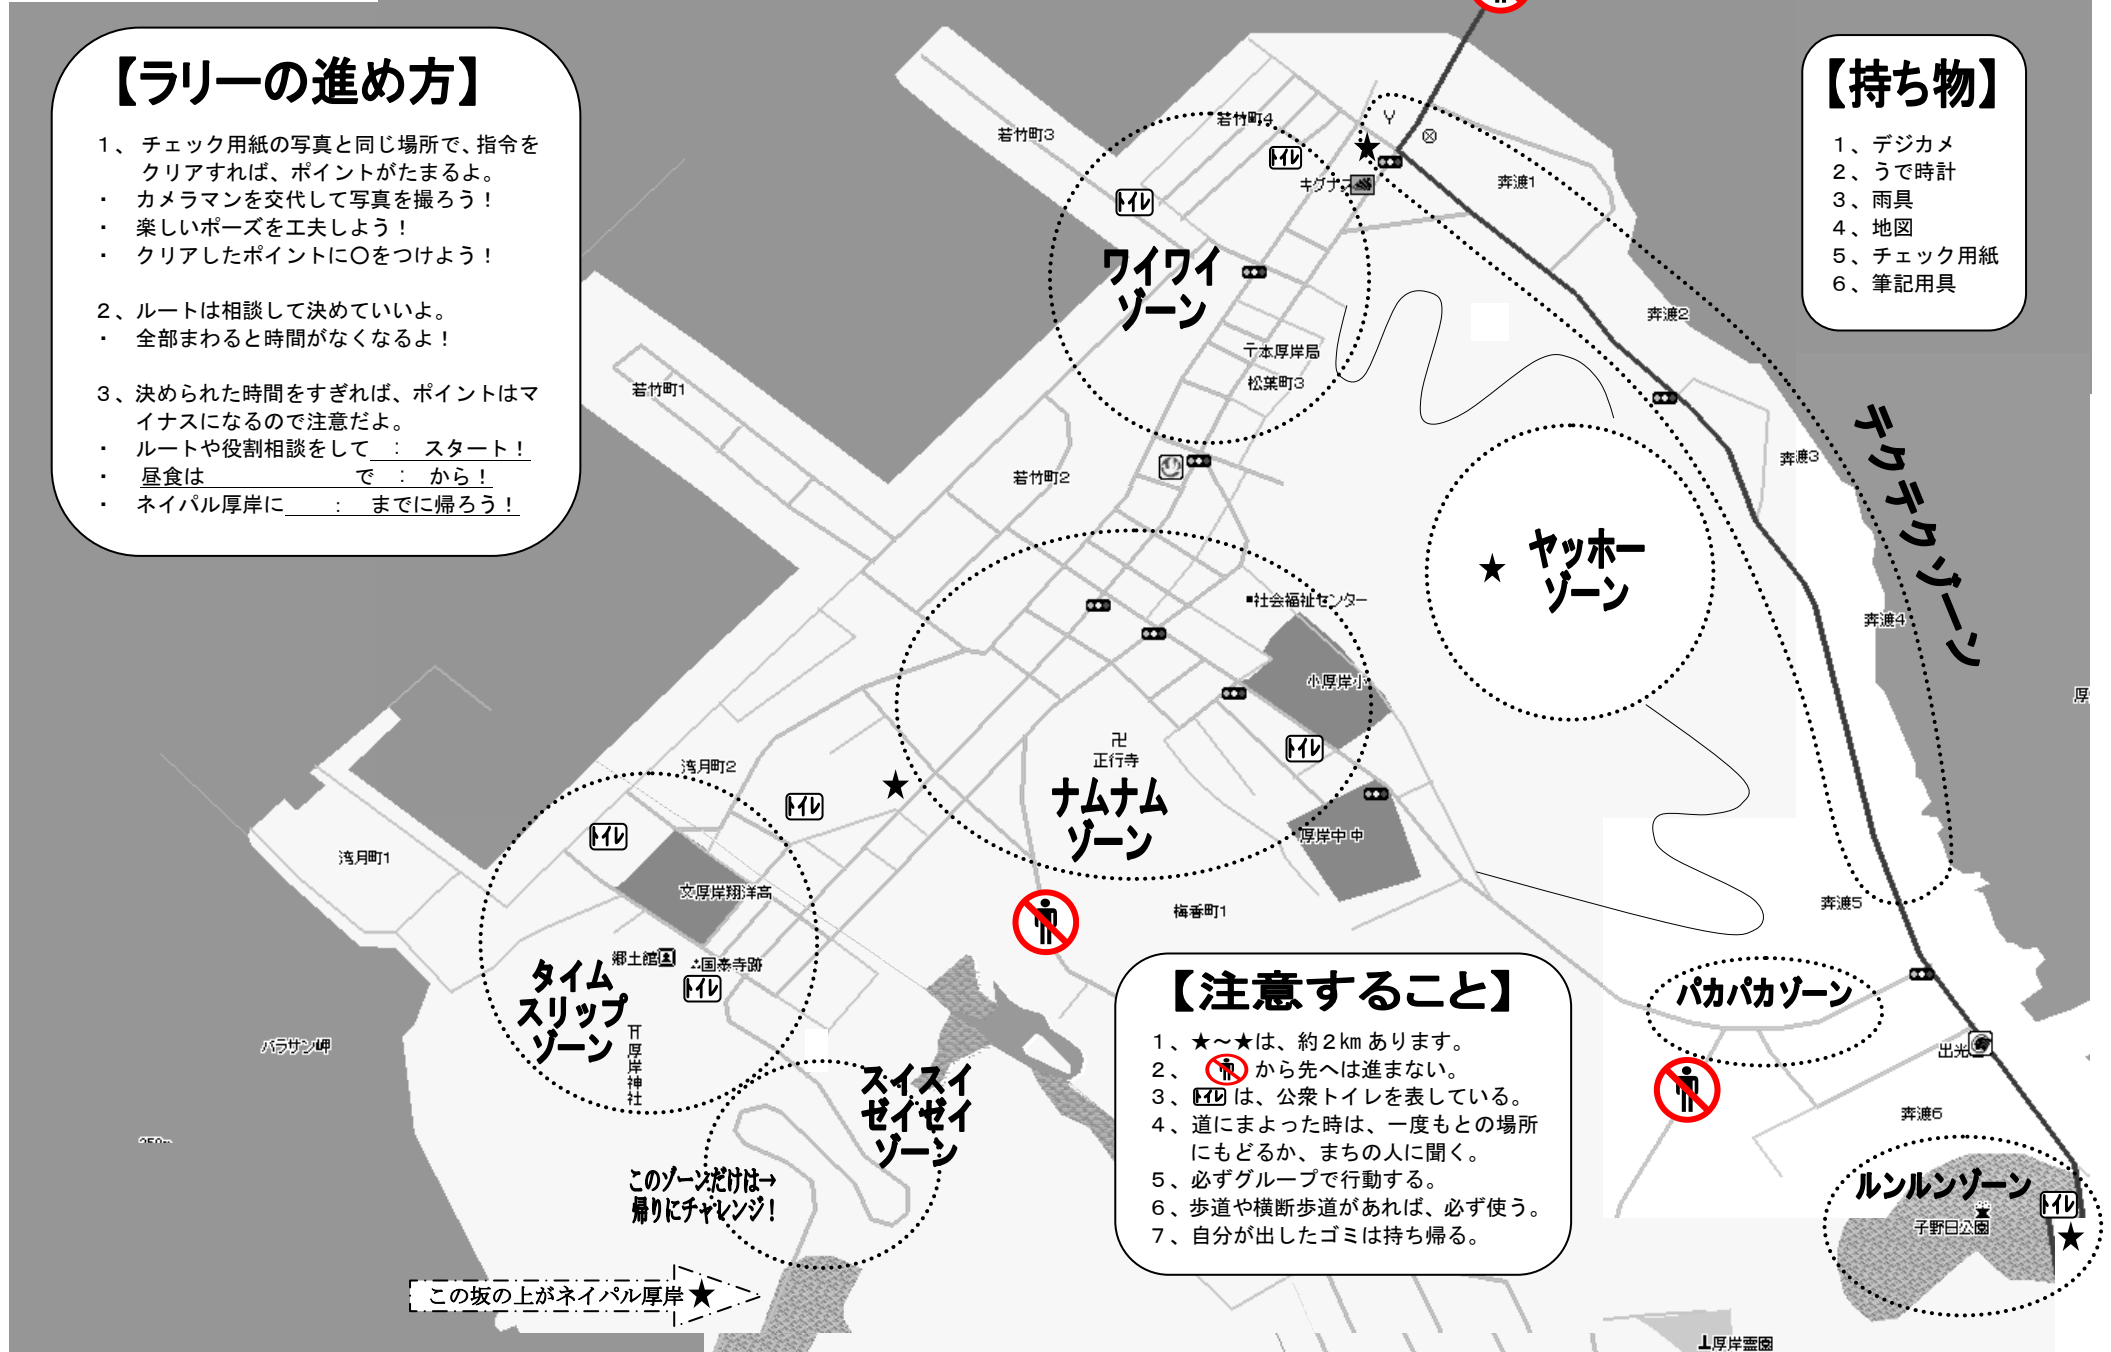 【ラリーの進め方】
1、 チェック用紙の写真と同じ場所で、指令を
クリアすれば、ポイントがたまるよ。
・ カメラマンを交代して写真を撮ろう！
・ 楽しいポーズを工夫しよう！
・ クリアしたポイントに〇をつけよう！
2、ルートは相談して決めていいよ。
・ 全部まわると時間がなくなるよ！
3、決められた時間をすぎれば、ポイントはマ
イナスになるので注意だよ。
・ ルートや役割相談をして　：　スタート！
・ 昼食は　　　　　　　で　：　から！
・ ネイパル厚岸に　　：　までに帰ろう！
【持ち物】
1、デジカメ
2、うで時計
3、雨具
4、地図
5、チェック用紙
6、筆記用具
若竹町3
若竹町4
トイレ
トイレ
奔渡1
ワイワイ
ゾーン
奔渡2
〒本厚岸局
松葉町3
若竹町1
若竹町2
奔渡3
テクテクゾーン
ヤッホー
ゾーン
■社会福祉センター
奔渡4
小厚岸小
厚
卍
正行寺
トイレ
ナムナム
ゾーン
湾月町2
トイレ
トイレ
湾月町1
厚岸中中
文厚岸翔洋高
梅香町1
奔渡5
郷土館
∴国泰寺跡
トイレ
タイム
スリップ
ゾーン
厚岸神社
バラサン岬
スイスイ
ゼイゼイ
ゾーン
このゾーンだけは→
帰りにチャレンジ！
この坂の上がネイパル厚岸★
【注意すること】
1、★～★は、約2kmあります。
2、 から先へは進まない。
3、トイレは、公衆トイレを表している。
4、道にまよった時は、一度もとの場所
にもどるか、まちの人に聞く。
5、必ずグループで行動する。
6、歩道や横断歩道があれば、必ず使う。
7、自分が出したゴミは持ち帰る。
パカパカゾーン
出光
奔渡6
ルンルンゾーン
トイレ
子野日公園
厚岸霊園